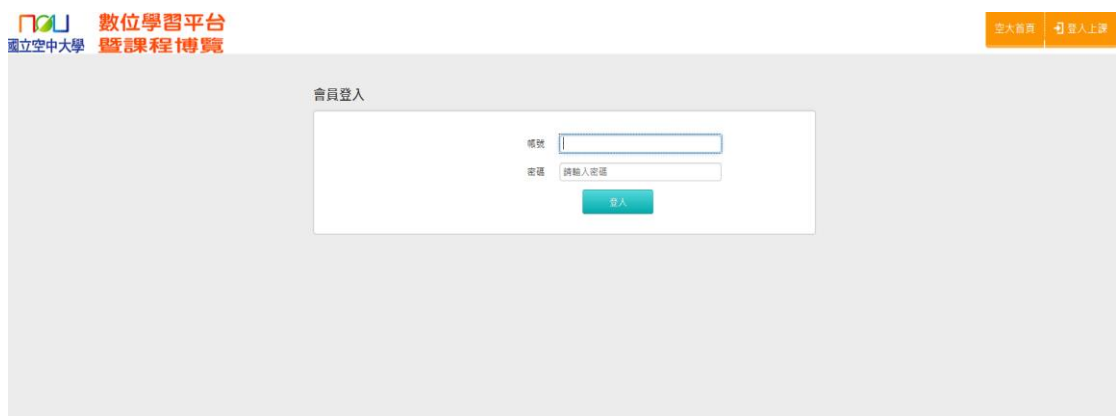 nou 數位學習平台
國立空中大學 暨課程博覽
空大首頁 登入上課
會員登入
帳號
密碼 請輸入密碼
登入